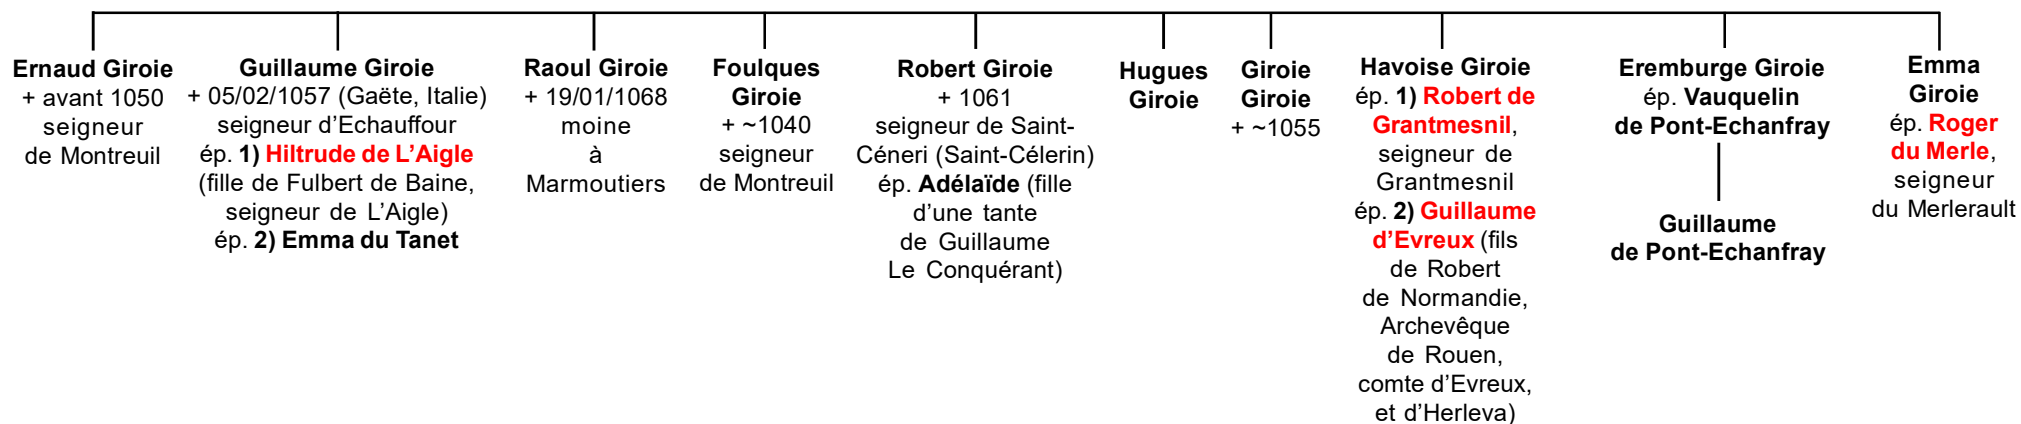 Ernaud Giroie
+ avant 1050
seigneur
de Montreuil
Guillaume Giroie
+ 05/02/1057 (Gaëte, Italie)
seigneur d’Echauffour
ép. 1) Hiltrude de L’Aigle
(fille de Fulbert de Baine,
seigneur de L’Aigle)
ép. 2) Emma du Tanet
Raoul Giroie
+ 19/01/1068
moine
à
Marmoutiers
Foulques
Giroie
+ ~1040
seigneur
de Montreuil
Robert Giroie
+ 1061
seigneur de Saint-
Céneri (Saint-Célerin)
ép. Adélaïde (fille
d’une tante
de Guillaume
Le Conquérant)
Hugues
Giroie
Giroie
Giroie
+ ~1055
Havoise Giroie
ép. 1) Robert de
Grantmesnil,
seigneur de
Grantmesnil
ép. 2) Guillaume
d’Evreux (fils
de Robert
de Normandie,
Archevêque
de Rouen,
comte d’Evreux,
et d’Herleva)
Eremburge Giroie
ép. Vauquelin
de Pont-Echanfray
Guillaume
de Pont-Echanfray
Emma
Giroie
ép. Roger
du Merle,
seigneur
du Merlerault